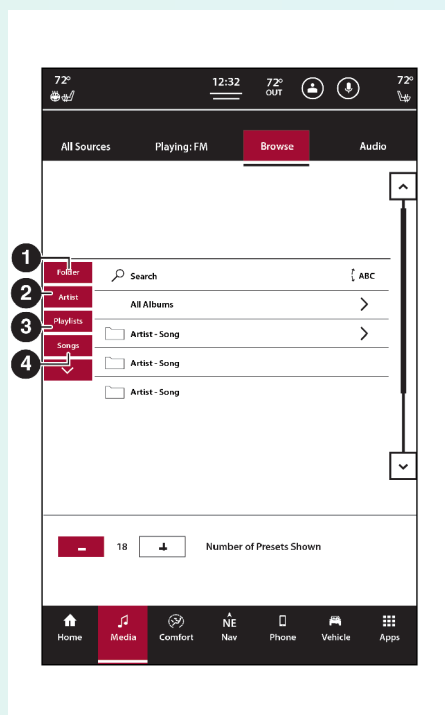 72° 12:32 72° OUT 72°
All Sources Playing: FM Browse Audio
1
Folder Search ABC
2
Artist All Albums
3
Playlists Artist - Song
4
Songs Artist - Song
Artist - Song
18 Number of Presets Shown
NE
Home Media Comfort Nav Phone Vehicle Apps